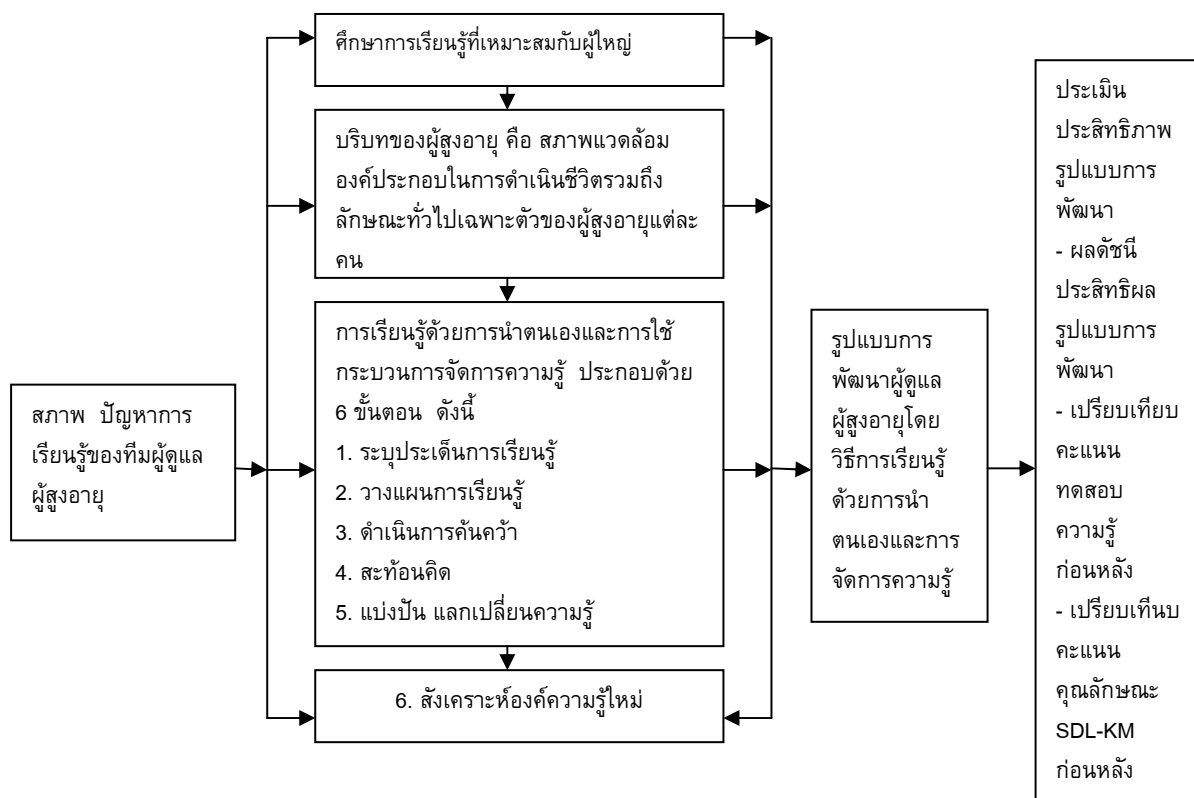 ศึกษาการเรียนรู้ที่เหมาะสมกับผู้ใหญ่
บริบทของผู้สูงอายุ คือ สภาพแวดล้อม
องค์ประกอบในการดำเนินชีวิตรวมถึง
ลักษณะทั่วไปเฉพาะตัวของผู้สูงอายุแต่ละ
คน
สภาพ ปัญหาการ
เรียนรู้ของทีมผู้ดูแล
ผู้สูงอายุ
การเรียนรู้ด้วยการนำตนเองและการใช้
กระบวนการจัดการความรู้ ประกอบด้วย
6 ขั้นตอน ดังนี้
1. ระบุประเด็นการเรียนรู้
2. วางแผนการเรียนรู้
3. ดำเนินการค้นคว้า
4. สะท้อนคิด
5. แบ่งปัน แลกเปลี่ยนความรู้
6. สังเคราะห์องค์ความรู้ใหม่
รูปแบบการ
พัฒนาผู้ดูแล
ผู้สูงอายุโดย
วิธีการเรียนรู้
ด้วยการนำ
ตนเองและการ
จัดการความรู้
ประเมิน
ประสิทธิภาพ
รูปแบบการ
พัฒนา
- ผลดัชนี
ประสิทธิผล
รูปแบบการ
พัฒนา
- เปรียบเทียบ
คะแนน
ทดสอบ
ความรู้
ก่อนหลัง
- เปรียบเทีนบ
คะแนน
คุณลักษณะ
SDL-KM
ก่อนหลัง